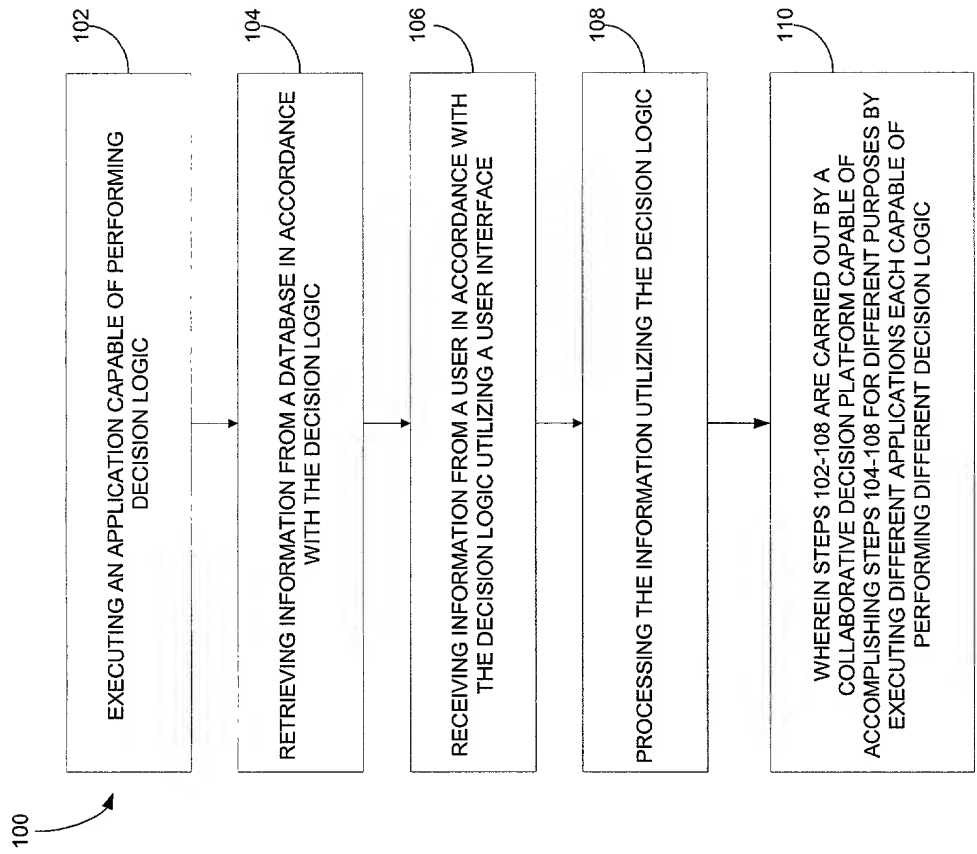 100
102
EXECUTING AN APPLICATION CAPABLE OF PERFORMING
DECISION LOGIC
104
RETRIEVING INFORMATION FROM A DATABASE IN ACCORDANCE
WITH THE DECISION LOGIC
106
RECEIVING INFORMATION FROM A USER IN ACCORDANCE WITH
THE DECISION LOGIC UTILIZING A USER INTERFACE
108
PROCESSING THE INFORMATION UTILIZING THE DECISION LOGIC
110
WHEREIN STEPS 102-108 ARE CARRIED OUT BY A
COLLABORATIVE DECISION PLATFORM CAPABLE OF
ACCOMPLISHING STEPS 104-108 FOR DIFFERENT PURPOSES BY
EXECUTING DIFFERENT APPLICATIONS EACH CAPABLE OF
PERFORMING DIFFERENT DECISION LOGIC